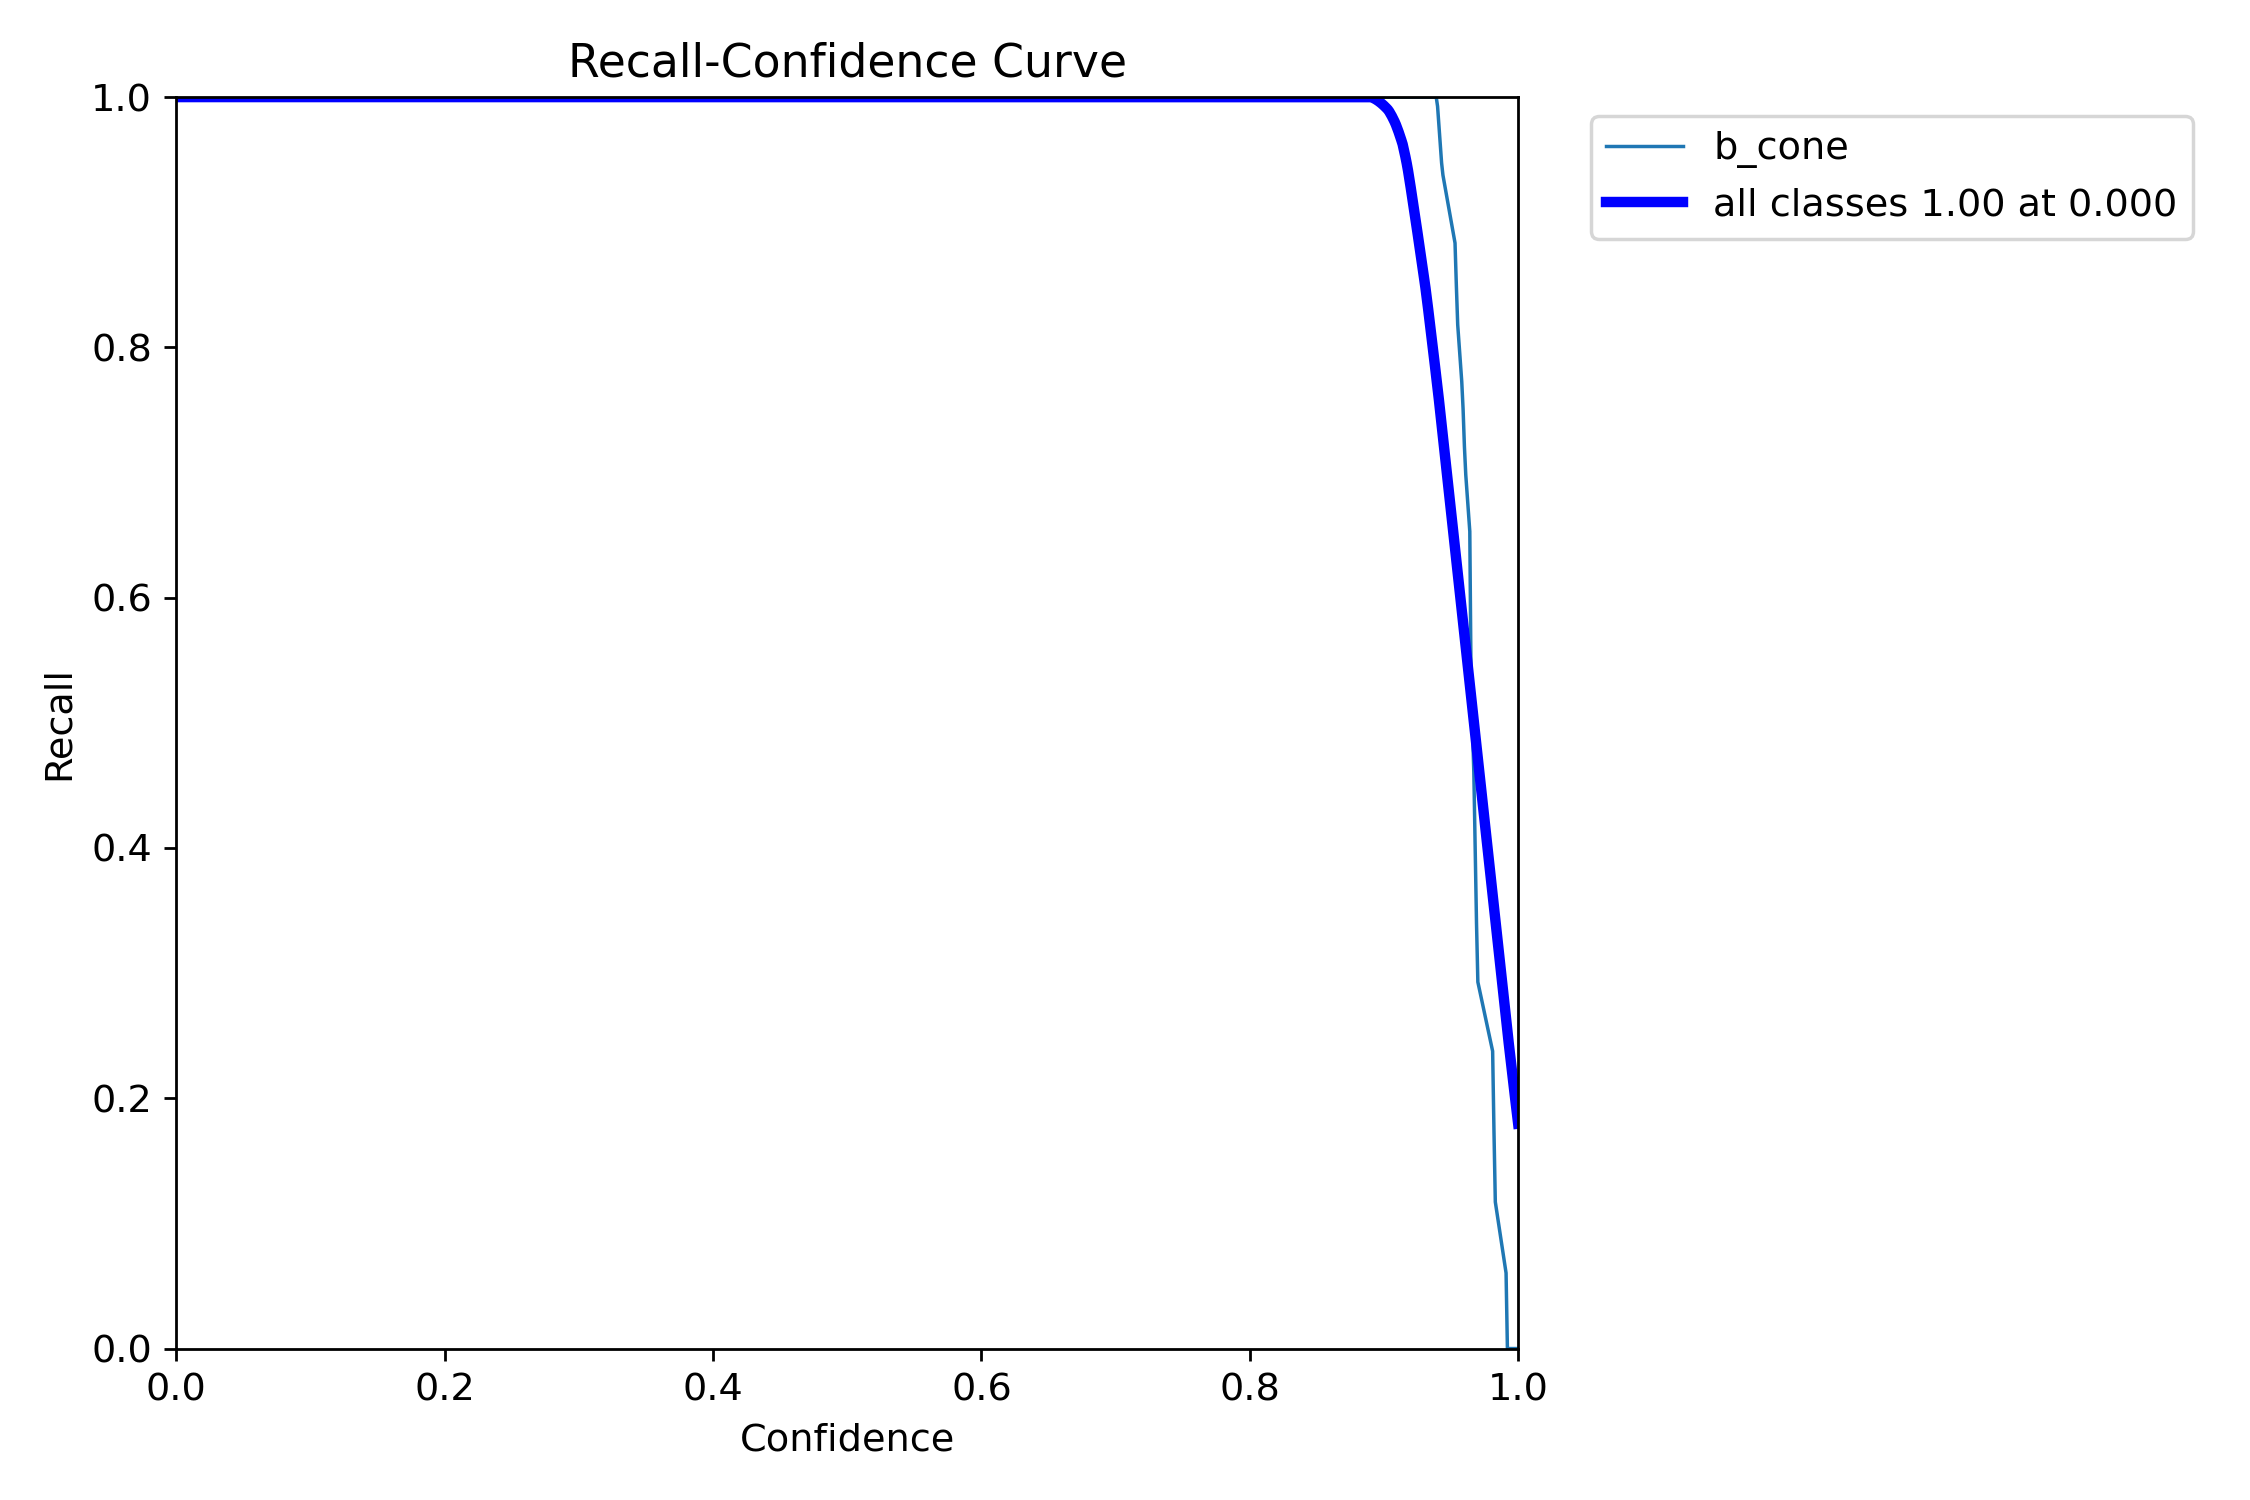 Recall-Confidence Curve
1.0
0.8
0.6
0.4
0.2
0.0
Recall
0.0 0.2 0.4 0.6 0.8 1.0
Confidence
b_cone
all classes 1.00 at 0.000